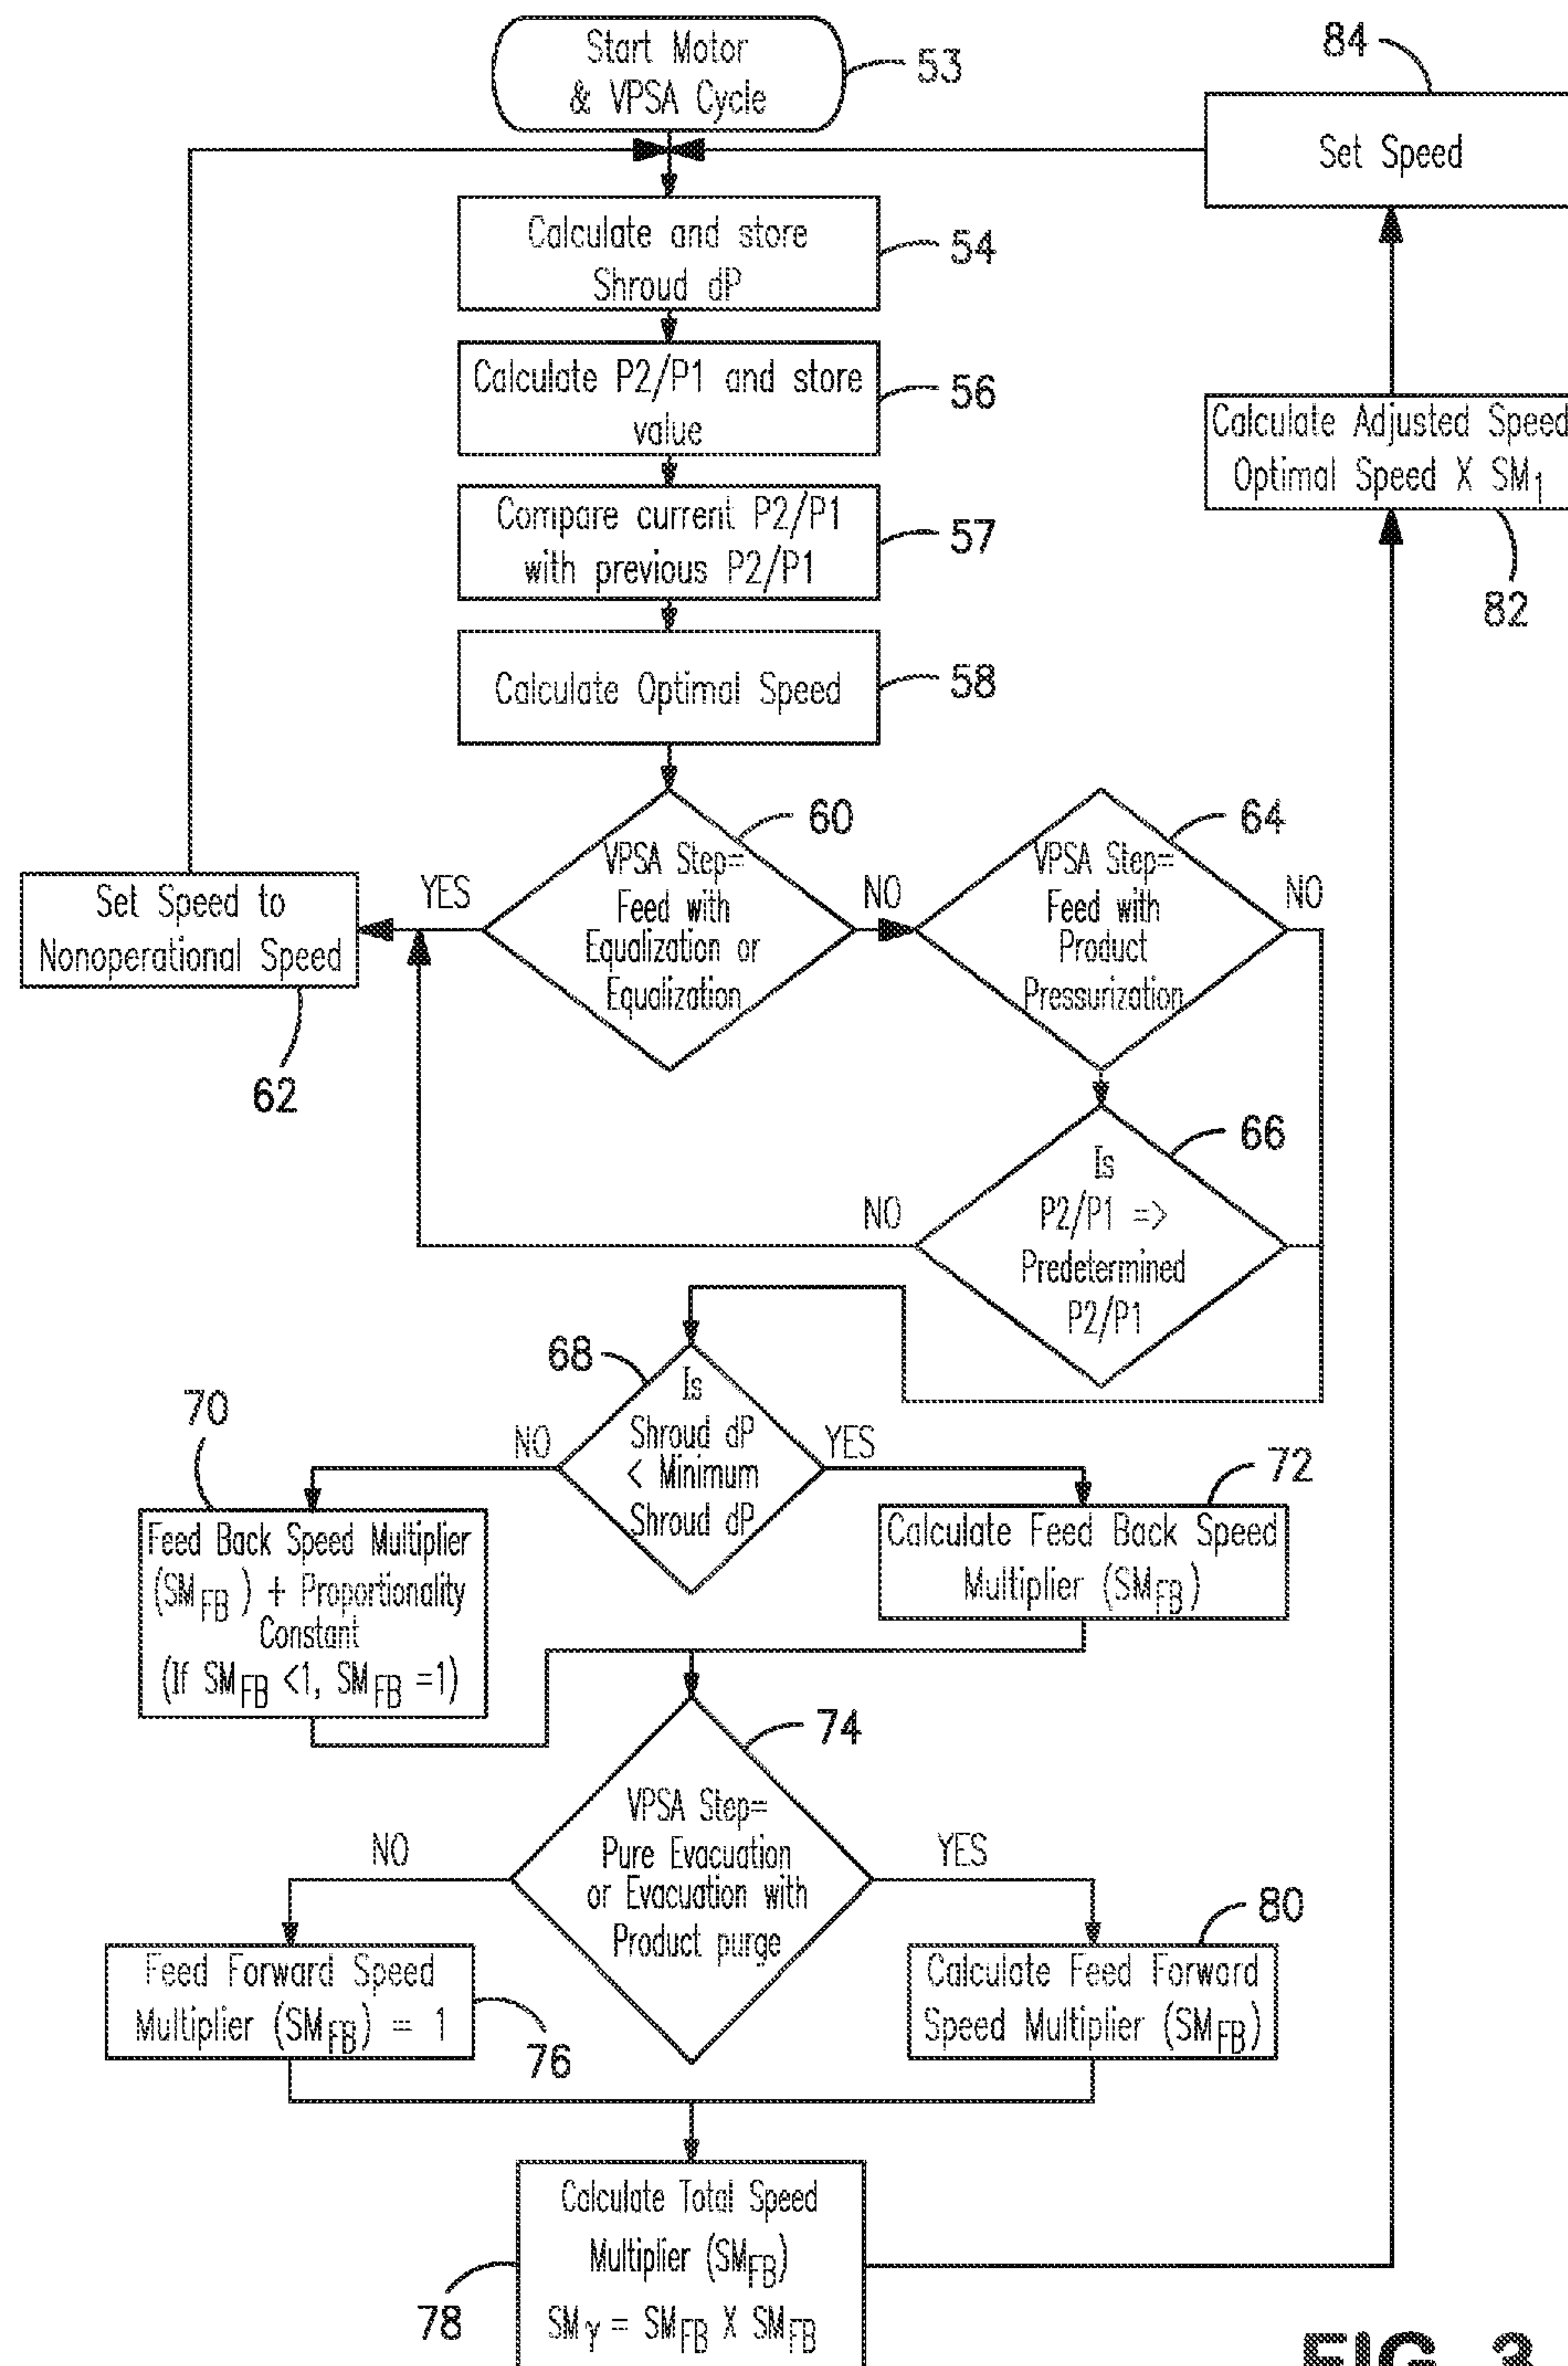 Start Motor
& VPSA Cycle
53
84
Set Speed
Calculate and store
Shroud dP
54
Calculate P2/P1 and store
value
56
Calculate Adjusted Speed
Optimal Speed X SM1
82
Compare current P2/P1
with previous P2/P1
57
Calculate Optimal Speed
58
60
VPSA Step=
Feed with
Equalization or
Equalization
YES
NO
64
VPSA Step=
Feed with
Product
Pressurization
NO
Set Speed to
Nonoperational Speed
62
66
Is
P2/P1 =>
Predetermined
P2/P1
NO
68
Is
Shroud dP
< Minimum
Shroud dP
NO
YES
70
Feed Back Speed Multiplier
(SMFB) + Proportionality
Constant
(If SMFB <1, SMFB =1)
72
Calculate Feed Back Speed
Multiplier (SMFB)
74
VPSA Step=
Pure Evacuation
or Evacuation with
Product purge
NO
YES
Feed Forward Speed
Multiplier (SMFB) = 1
76
80
Calculate Feed Forward
Speed Multiplier (SMFB)
Calculate Total Speed
Multiplier (SMFB)
SMγ = SMFB X SMFB
78
FIG. 3